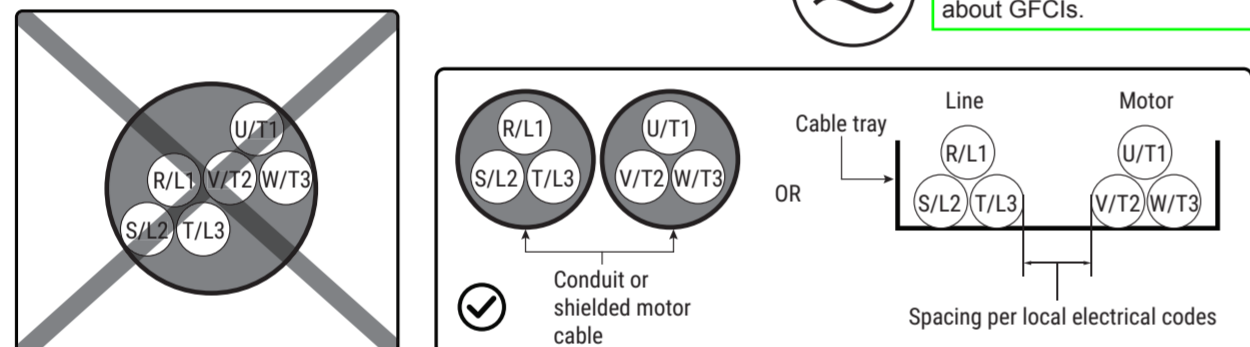 about GFCIs.
U/T1
R/L1 V/T2 W/T3
S/L2 T/L3
R/L1
S/L2 T/L3
U/T1
V/T2 W/T3
Conduit or
shielded motor
cable
OR
Cable tray
Line
R/L1
S/L2 T/L3
Motor
U/T1
V/T2 W/T3
Spacing per local electrical codes